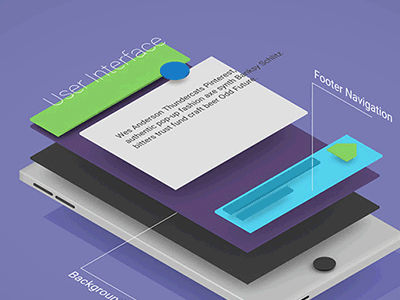 User Interface
Wes Anderson Thundercats Pinterest
authentic pop-up fashion axe synth Banksy Schlitz
bitters trust fund craft beer Odd Future
Footer Navigation
Background